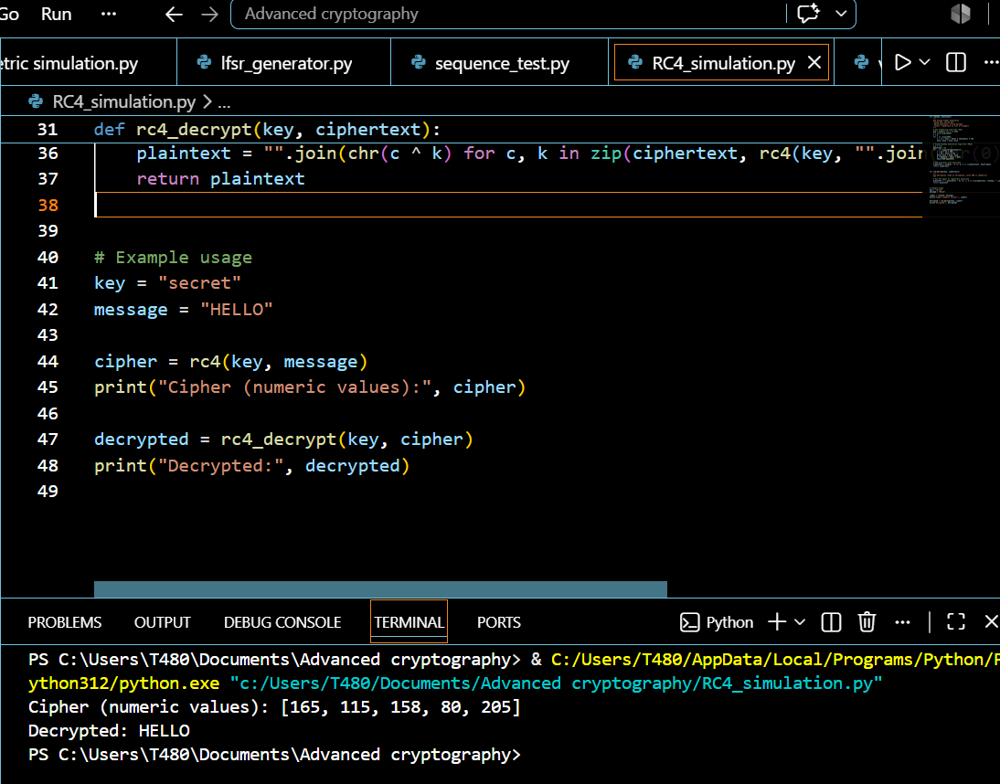 Go Run ··· Advanced cryptography
etric simulation.py lfsr_generator.py sequence_test.py RC4_simulation.py
RC4_simulation.py > ...
31 def rc4_decrypt(key, ciphertext):
36 plaintext = "".join(chr(c ^ k) for c, k in zip(ciphertext, rc4(key, "".join
37 return plaintext
38
39
40 # Example usage
41 key = "secret"
42 message = "HELLO"
43
44 cipher = rc4(key, message)
45 print("Cipher (numeric values):", cipher)
46
47 decrypted = rc4_decrypt(key, cipher)
48 print("Decrypted:", decrypted)
49
PROBLEMS OUTPUT DEBUG CONSOLE TERMINAL PORTS Python
PS C:\Users\T480\Documents\Advanced cryptography> & C:/Users/T480/AppData/Local/Programs/Python/P
ython312/python.exe "c:/Users/T480/Documents/Advanced cryptography/RC4_simulation.py"
Cipher (numeric values): [165, 115, 158, 80, 205]
Decrypted: HELLO
PS C:\Users\T480\Documents\Advanced cryptography>